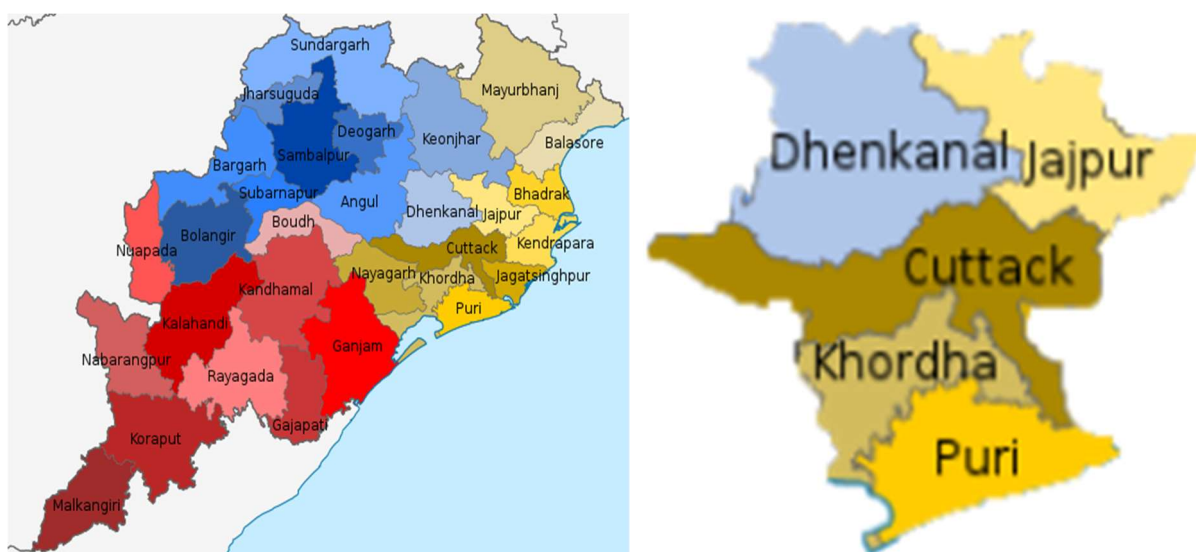 Sundargarh
Jharsuguda
Mayurbhanj
Deogarh
Keonjhar
Balasore
Sambalpur
Bargarh
Subarnapur
Angul
Bhadrak
Dhenkanal
Jajpur
Boudh
Bolangir
Kendrapara
Nuapada
Cuttack
Nayagarh
Khordha
Jagatsinghpur
Kandhamal
Puri
Kalahandi
Ganjam
Nabarangpur
Rayagada
Gajapati
Koraput
Malkangiri
Dhenkanal
Jajpur
Cuttack
Khordha
Puri